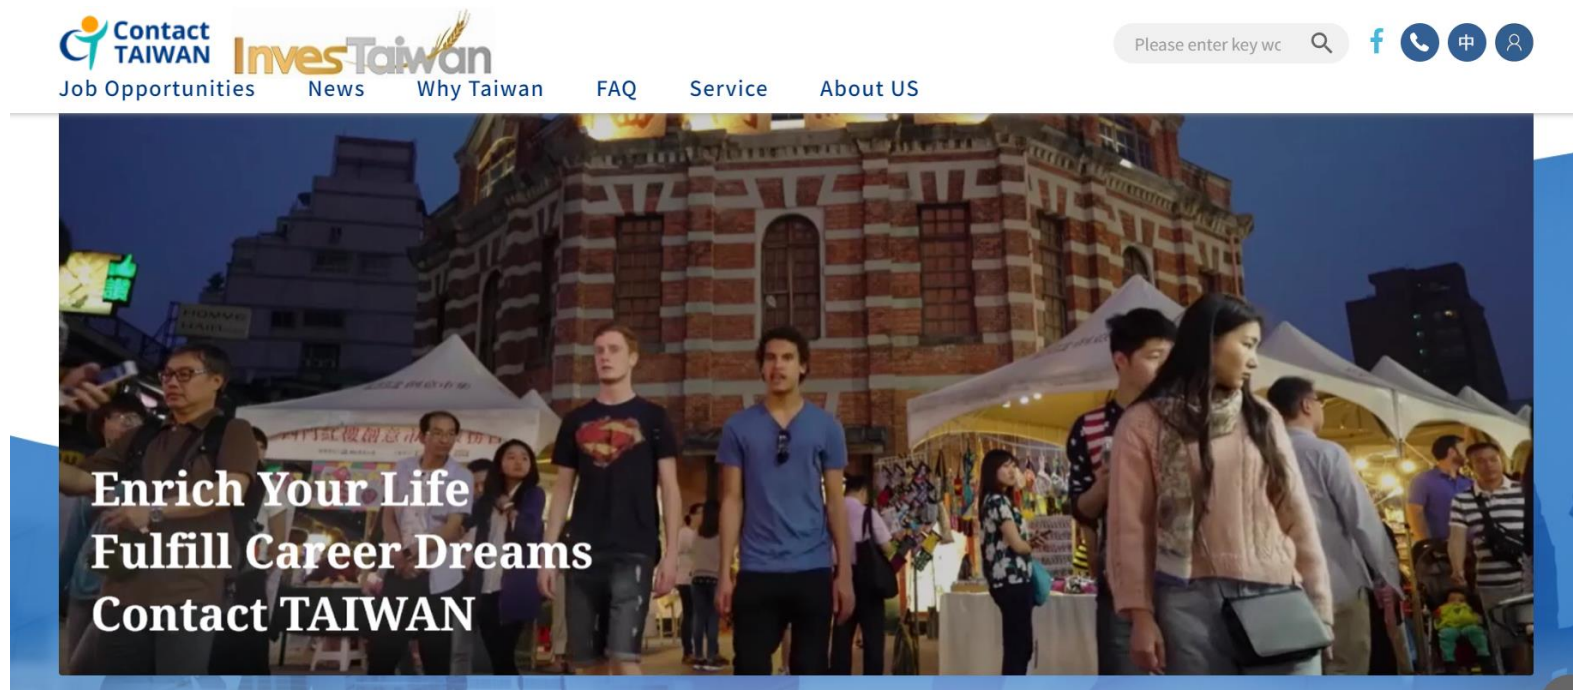 Contact
TAIWAN
InvesTaiwan
Please enter key wc
中
Job Opportunities
News
Why Taiwan
FAQ
Service
About US
Enrich Your Life
Fulfill Career Dreams
Contact TAIWAN